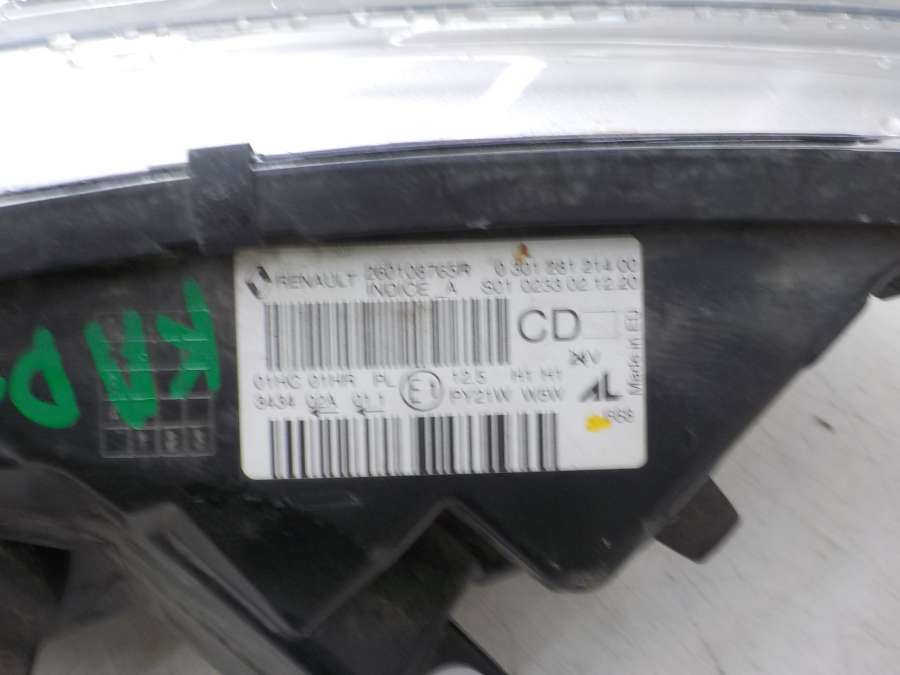 RENAULT 260108765R 0 301 281 214 00
INDICE A S01 0233 02.12.20
CD
24V
Made in EU
01HC 01HR PL E1 12.5 H1 H1
3434 02A 01.1 PY21W W5W AL